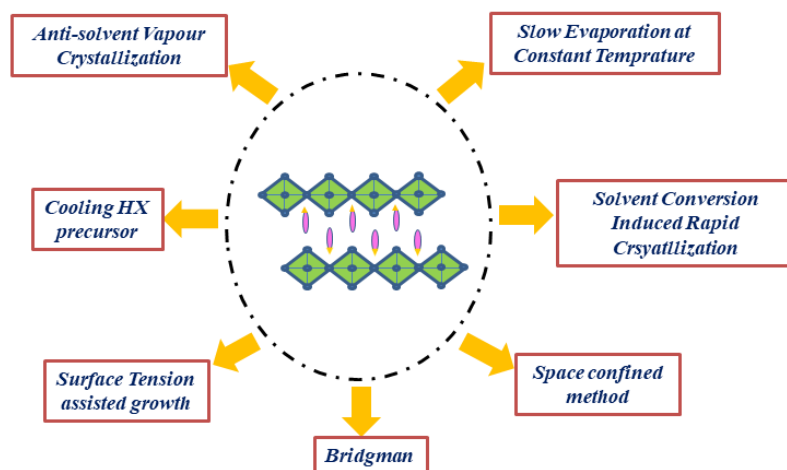 Anti-solvent Vapour
Crystallization
Slow Evaporation at
Constant Temprature
Cooling HX
precursor
Solvent Conversion
Induced Rapid
Crsyatllization
Surface Tension
assisted growth
Space confined
method
Bridgman